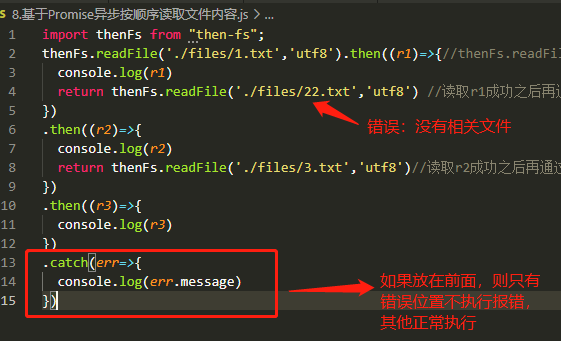 8.基于Promise异步按顺序读取文件内容.js > ...
1 import thenFs from "then-fs";
2 thenFs.readFile('./files/1.txt','utf8').then((r1)=>{//thenFs.readFil
3 console.log(r1)
4 return thenFs.readFile('./files/22.txt','utf8') //读取r1成功之后再通
5 })
错误：没有相关文件
6 .then((r2)=>{
7 console.log(r2)
8 return thenFs.readFile('./files/3.txt','utf8')//读取r2成功之后再通过
9 })
10 .then((r3)=>{
11 console.log(r3)
12 })
13 .catch(err=>{
14 console.log(err.message)
15 })
如果放在前面，则只有
错误位置不执行报错，
其他正常执行